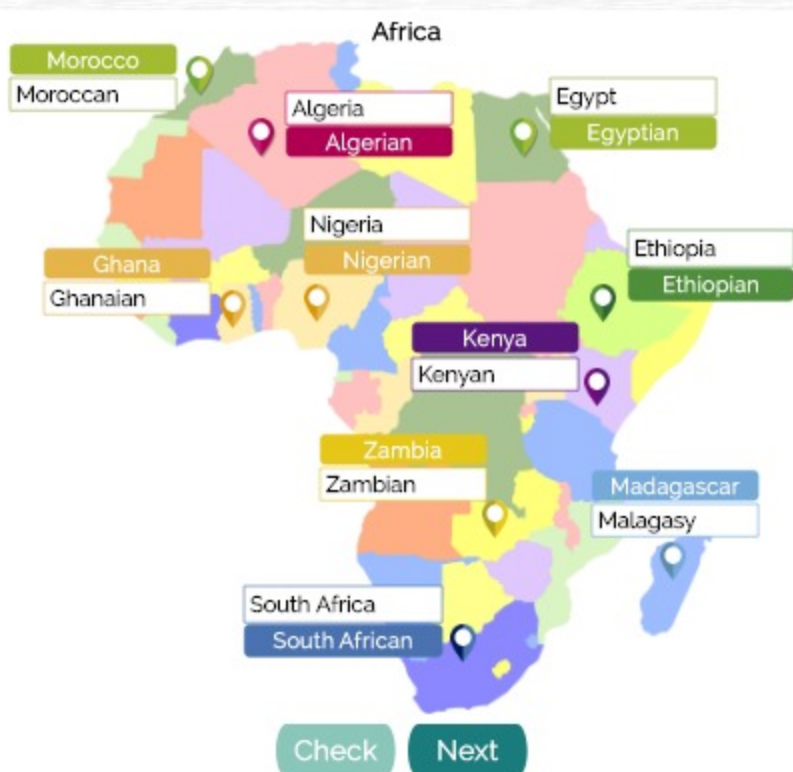 Africa
Morocco
Moroccan
Algeria
Algerian
Egypt
Egyptian
Nigeria
Nigerian
Ghana
Ghanaian
Ethiopia
Ethiopian
Kenya
Kenyan
Zambia
Zambian
Madagascar
Malagasy
South Africa
South African
Check
Next